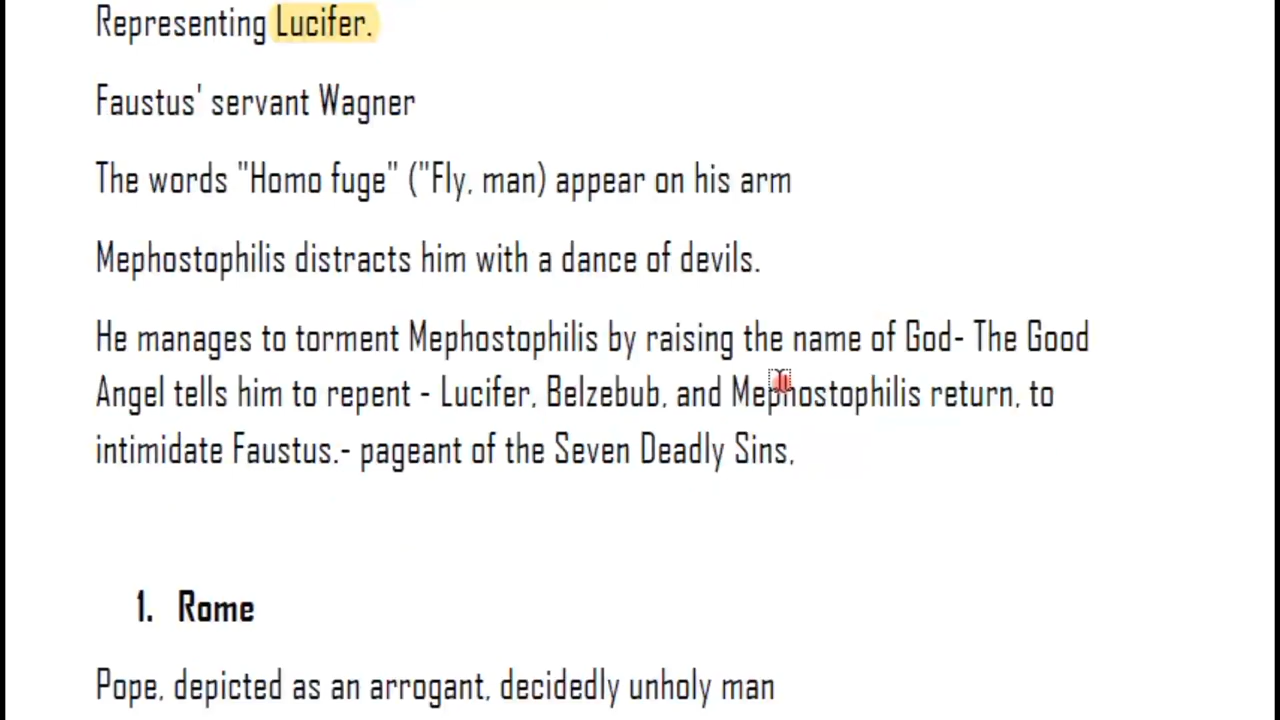 Representing Lucifer.
Faustus' servant Wagner
The words "Homo fuge" ("Fly, man) appear on his arm
Mephostophilis distracts him with a dance of devils.
He manages to torment Mephostophilis by raising the name of God- The Good
Angel tells him to repent - Lucifer, Belzebub, and Mephostophilis return, to
intimidate Faustus.- pageant of the Seven Deadly Sins,
1. Rome
Pope, depicted as an arrogant, decidedly unholy man